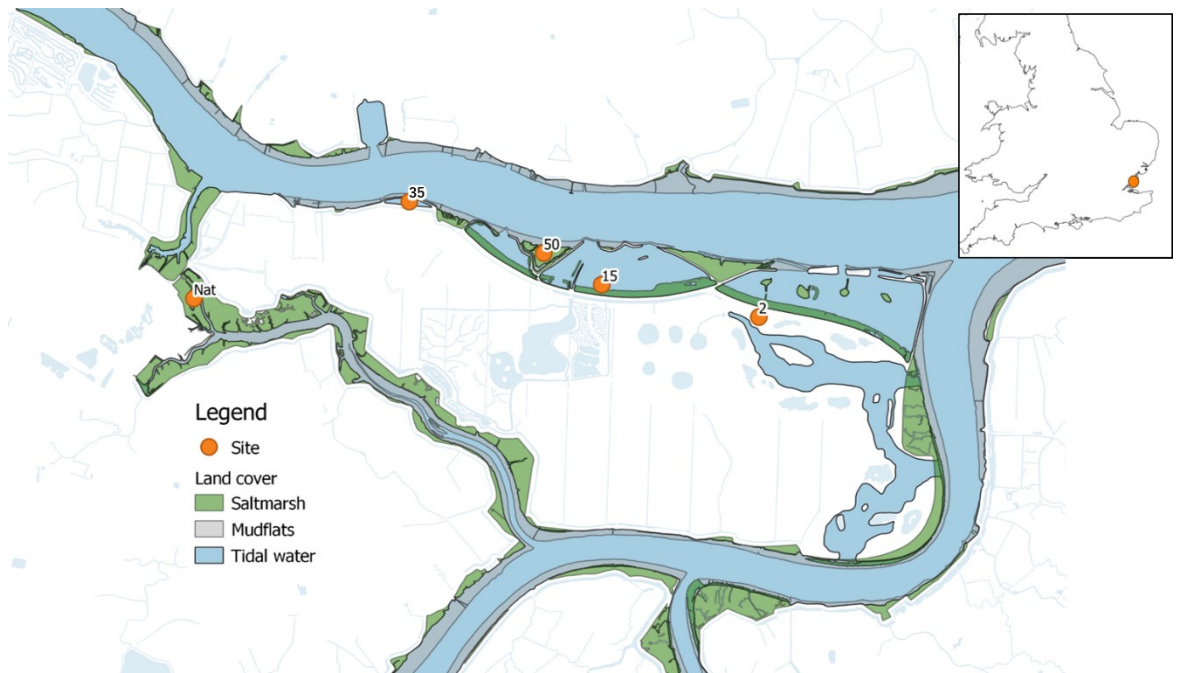 35
50
15
Nat
2
Legend
Site
Land cover
Saltmarsh
Mudflats
Tidal water